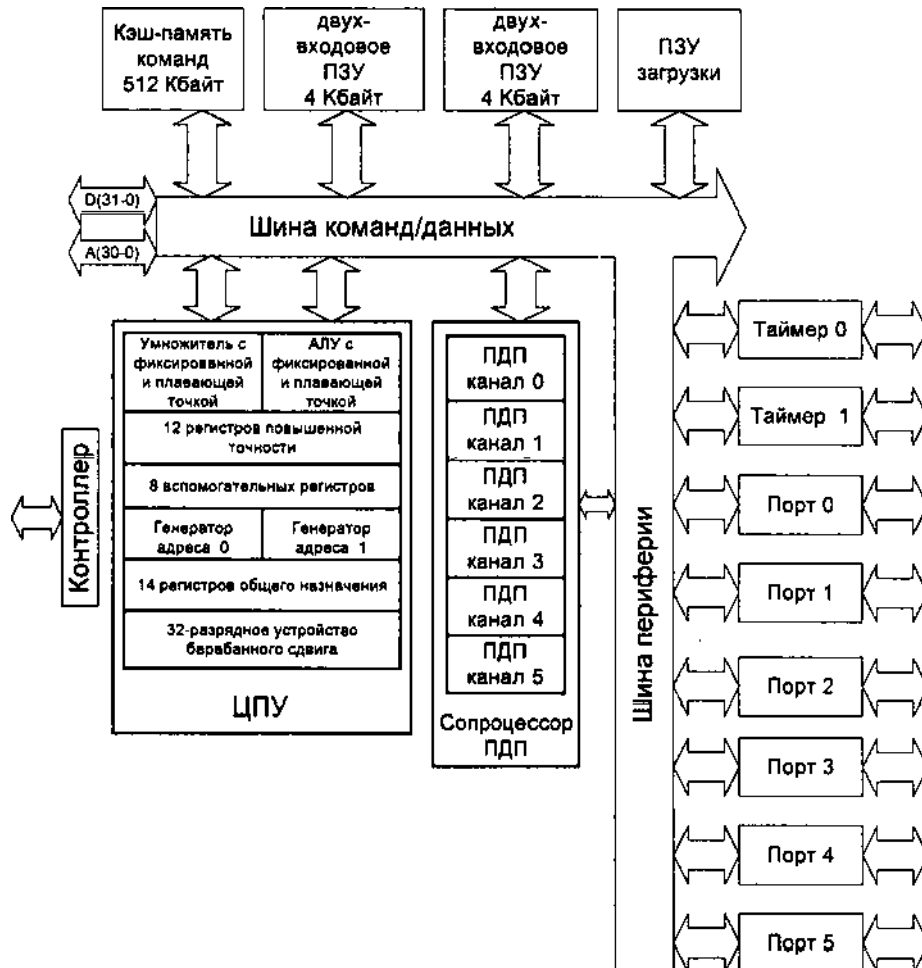 Кэш-память
команд
512 Кбайт
двух-
входовое
ПЗУ
4 Кбайт
двух-
входовое
ПЗУ
4 Кбайт
ПЗУ
загрузки
D(31-0)
Шина команд/данных
A(30-0)
Умножитель с
фиксированной
и плавающей
точкой
АЛУ с
фиксированной
и плавающей
точкой
12 регистров повышенной
точности
8 вспомогательных регистров
Генератор
адреса 0
Генератор
адреса 1
14 регистров общего назначения
32-разрядное устройство
барабанного сдвига
ЦПУ
Контроллер
ПДП
канал 0
ПДП
канал 1
ПДП
канал 2
ПДП
канал 3
ПДП
канал 4
ПДП
канал 5
Сопроцессор
ПДП
Шина периферии
Таймер 0
Таймер 1
Порт 0
Порт 1
Порт 2
Порт 3
Порт 4
Порт 5